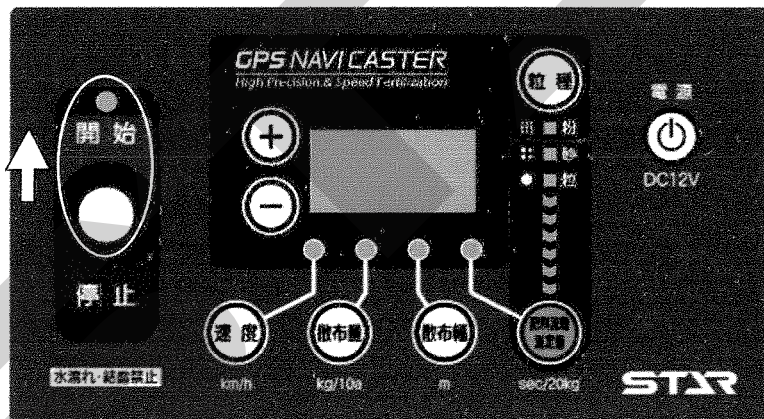 GPS NAVI CASTER
High Precision & Speed Fertilization
粒種
電源
開始
粉
砂
粒
DC12V
停止
速度
散布量
散布幅
km/h
kg/10a
m
sec/20kg
水濡れ・結露禁止
STAR